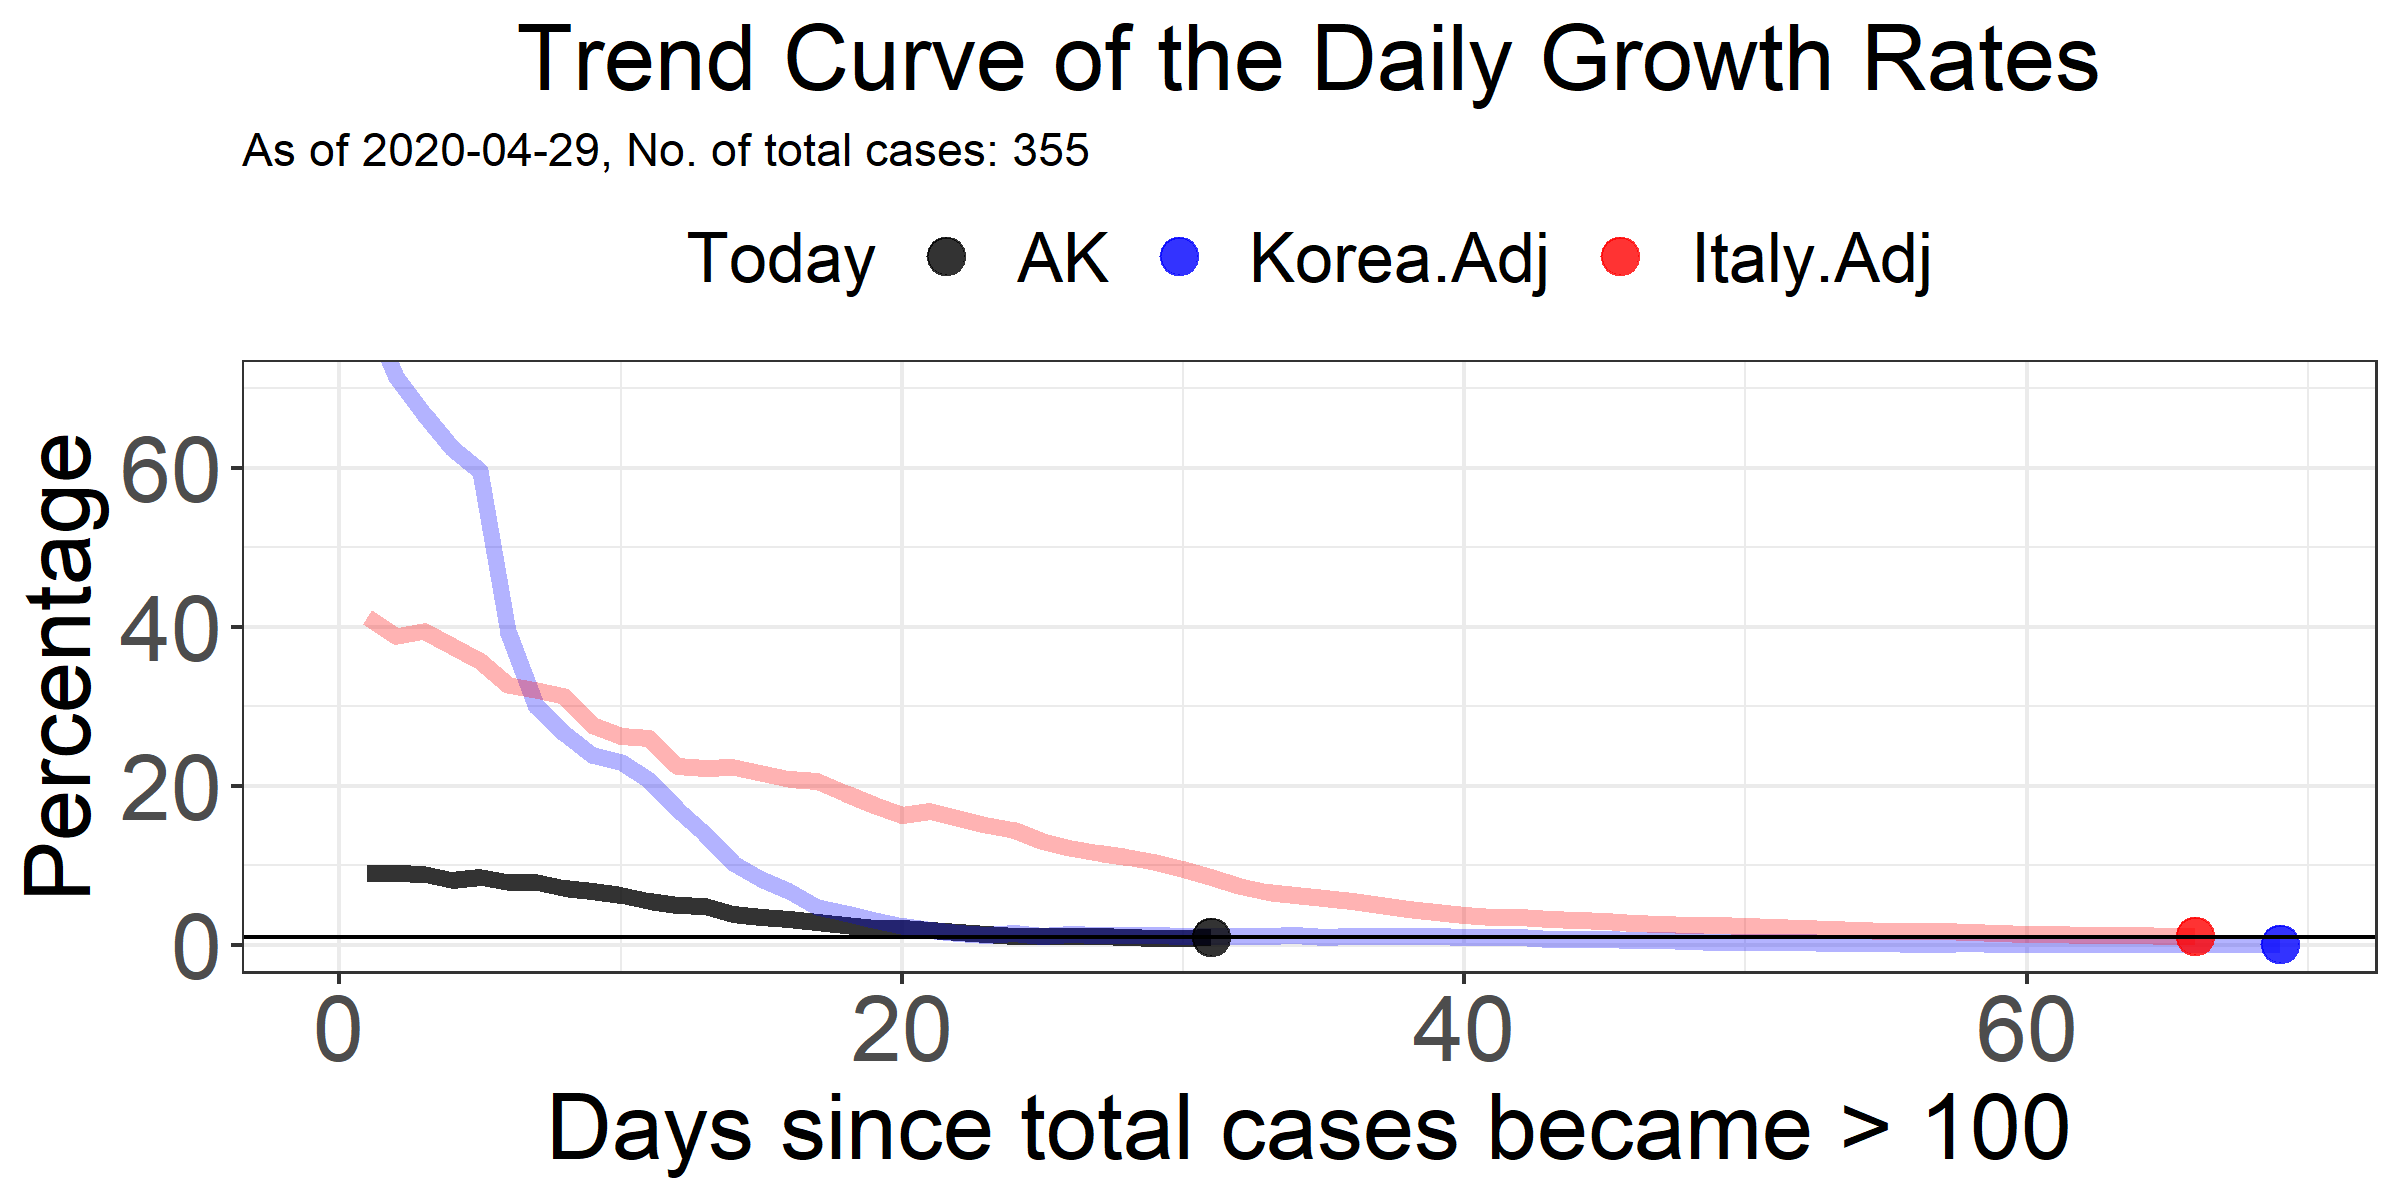 Trend Curve of the Daily Growth Rates
As of 2020-04-29, No. of total cases: 355
Today AK Korea.Adj Italy.Adj
Percentage
60
40
20
0
0 20 40 60
Days since total cases became > 100